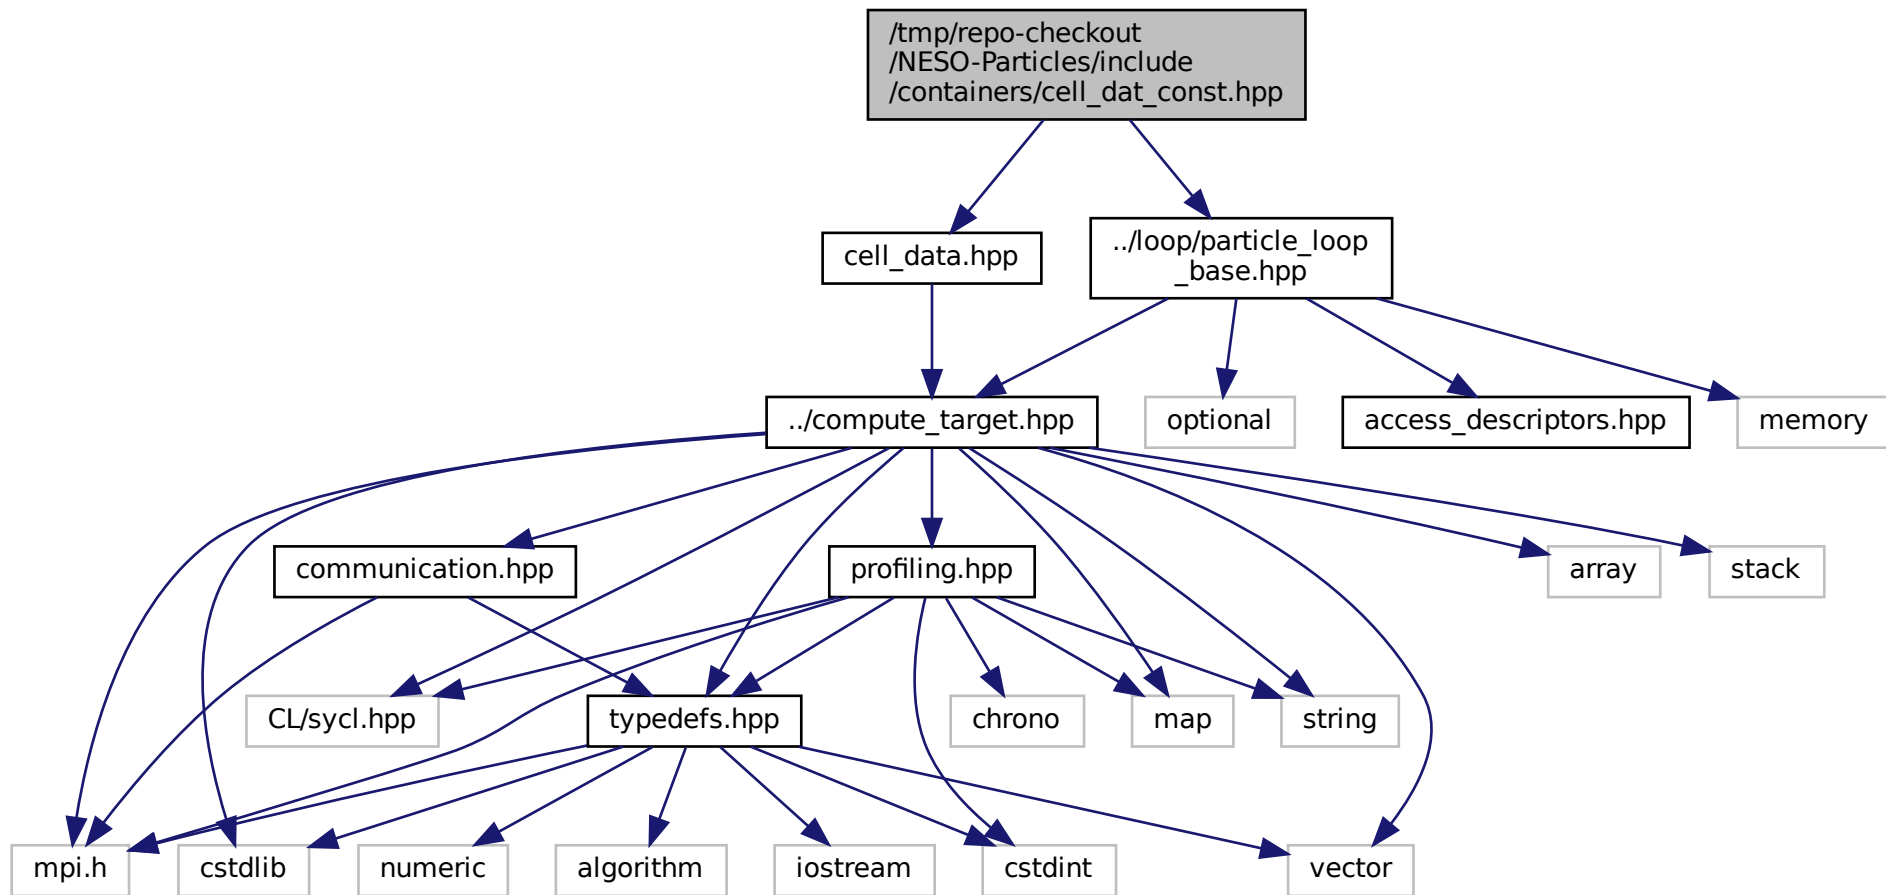 /tmp/repo-checkout
/NESO-Particles/include
/containers/cell_dat_const.hpp
cell_data.hpp
../loop/particle_loop
_base.hpp
../compute_target.hpp
optional
access_descriptors.hpp
memory
communication.hpp
profiling.hpp
array
stack
CL/sycl.hpp
typedefs.hpp
chrono
map
string
mpi.h
cstdlib
numeric
algorithm
iostream
cstdint
vector